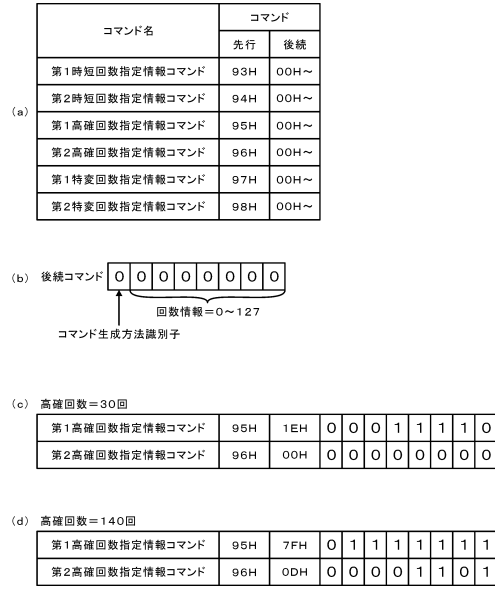 コマンド名 コマンド
先行 後続
(a)
第1時短回数指定情報コマンド 93H 00H～
第2時短回数指定情報コマンド 94H 00H～
第1高確回数指定情報コマンド 95H 00H～
第2高確回数指定情報コマンド 96H 00H～
第1特変回数指定情報コマンド 97H 00H～
第2特変回数指定情報コマンド 98H 00H～
(b) 後続コマンド 0 0 0 0 0 0 0 0
回数情報=0～127
コマンド生成方法識別子
(c) 高確回数=30回
第1高確回数指定情報コマンド 95H 1EH 0 0 0 1 1 1 1 0
第2高確回数指定情報コマンド 96H 00H 0 0 0 0 0 0 0 0
(d) 高確回数=140回
第1高確回数指定情報コマンド 95H 7FH 0 1 1 1 1 1 1 1
第2高確回数指定情報コマンド 96H 0DH 0 0 0 0 1 1 0 1